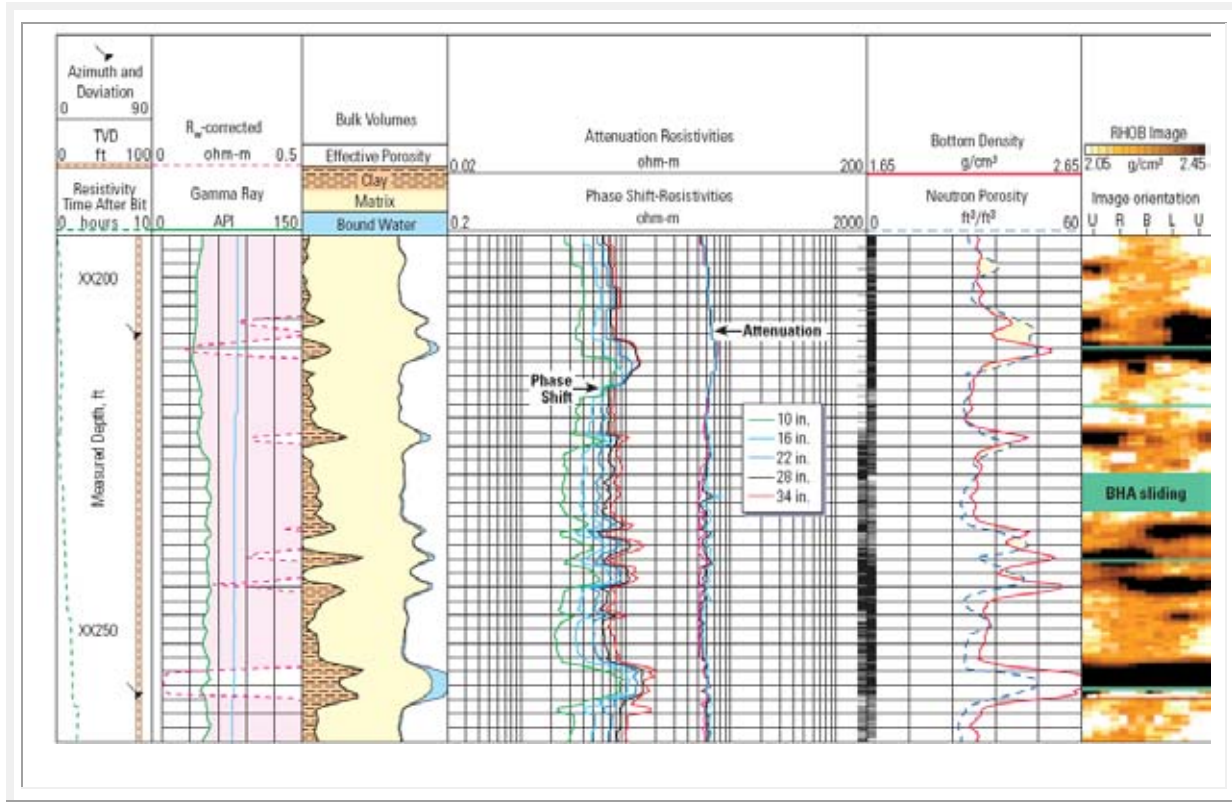 Azimuth and
Deviation
0 90
TVD
0 ft 100
Resistivity
Time After Bit
0 hours 10
Rw-corrected
0 ohm-m 0.5
Gamma Ray
0 API 150
Bulk Volumes
Effective Porosity
Clay
Matrix
Bound Water
Attenuation Resistivities
0.02 ohm-m 200
Phase Shift-Resistivities
0.2 ohm-m 2000
Bottom Density
1.65 g/cm³ 2.65
Neutron Porosity
0 ft³/ft³ 60
RHOB Image
2.05 g/cm³ 2.45
Image orientation
U R B L U
XX200
Measured Depth, ft
XX250
Attenuation
Phase
Shift
10 in.
16 in.
22 in.
28 in.
34 in.
BHA sliding